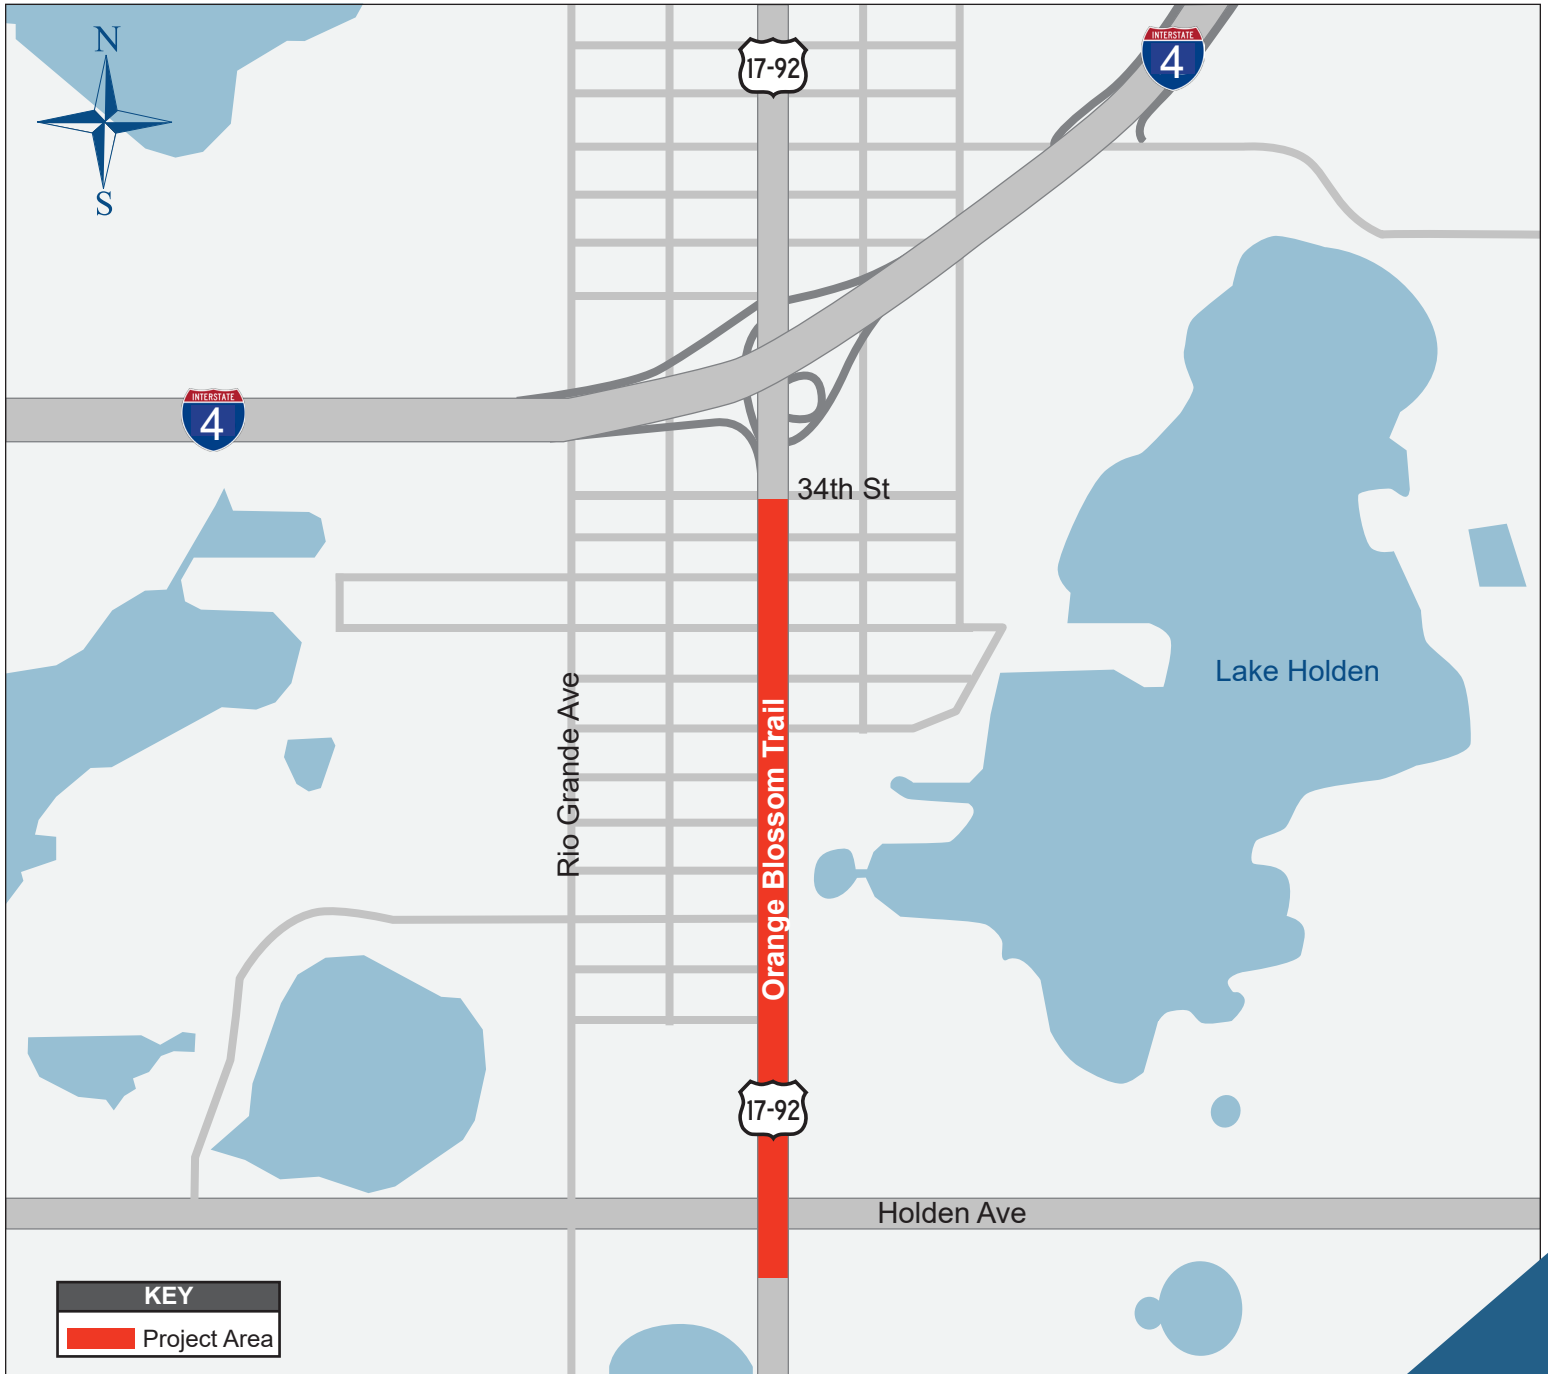 N
S
17-92
INTERSTATE
4
INTERSTATE
4
34th St
Lake Holden
Rio Grande Ave
Orange Blossom Trail
17-92
Holden Ave
KEY
Project Area